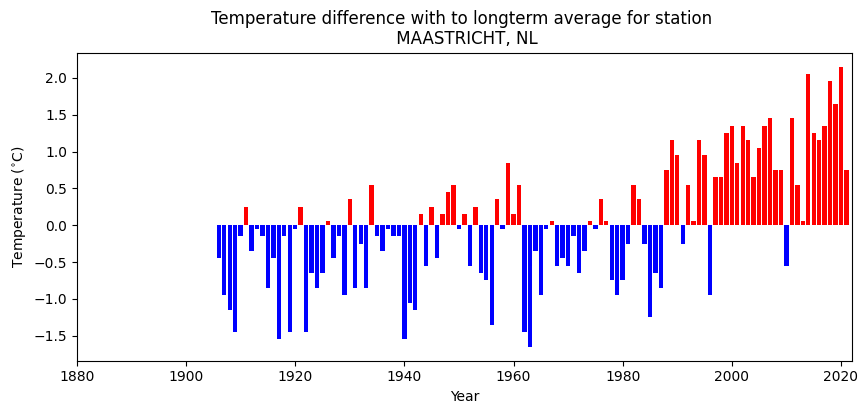 Temperature difference with to longterm average for station
MAASTRICHT, NL
Temperature (°C)
2.0
1.5
1.0
0.5
0.0
−0.5
−1.0
−1.5
1880 1900 1920 1940 1960 1980 2000 2020
Year